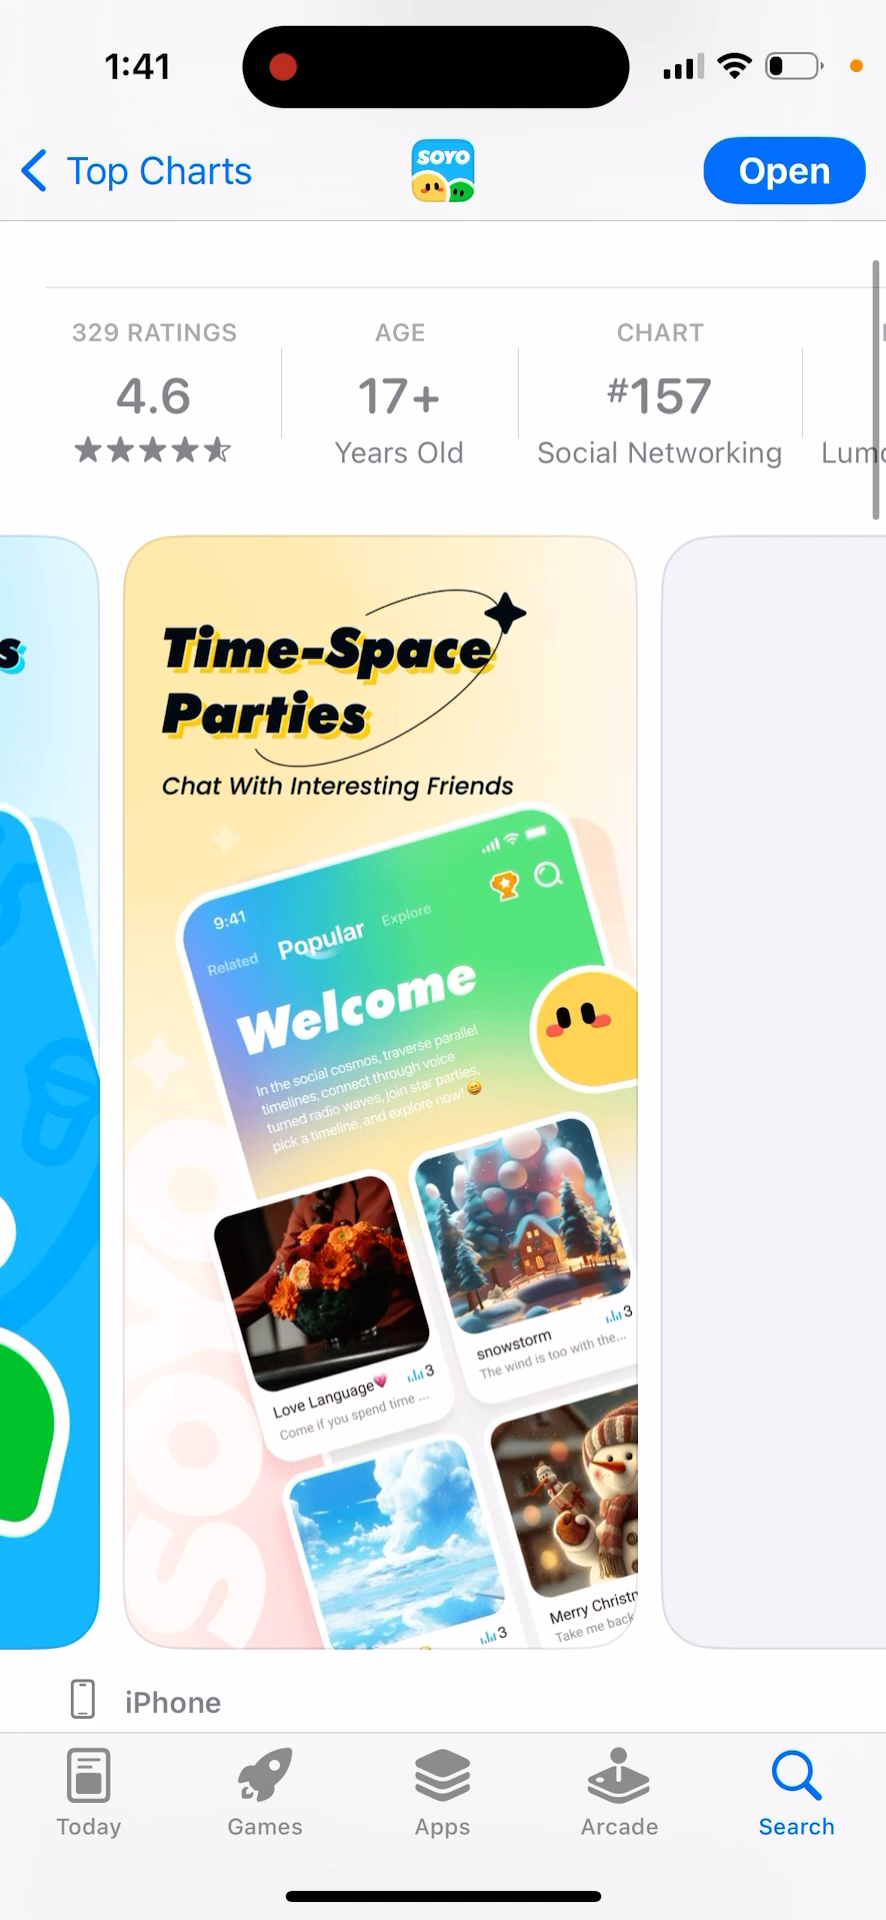 1:41
Top Charts
SOYO
Open
329 RATINGS
AGE
CHART
4.6
17+
#157
Years Old
Social Networking
s
Time-Space
Parties
Chat With Interesting Friends
9:41
Related
Popular
Explore
Welcome
In the social cosmos, traverse parallel
timelines, connect through voice
turned radio waves, join star parties,
pick a timeline, and explore now! 😄
Love Language💗
3
Come if you spend time ...
snowstorm
3
The wind is too with the...
3
Merry Christ
Take me back
SOYO
iPhone
Today
Games
Apps
Arcade
Search